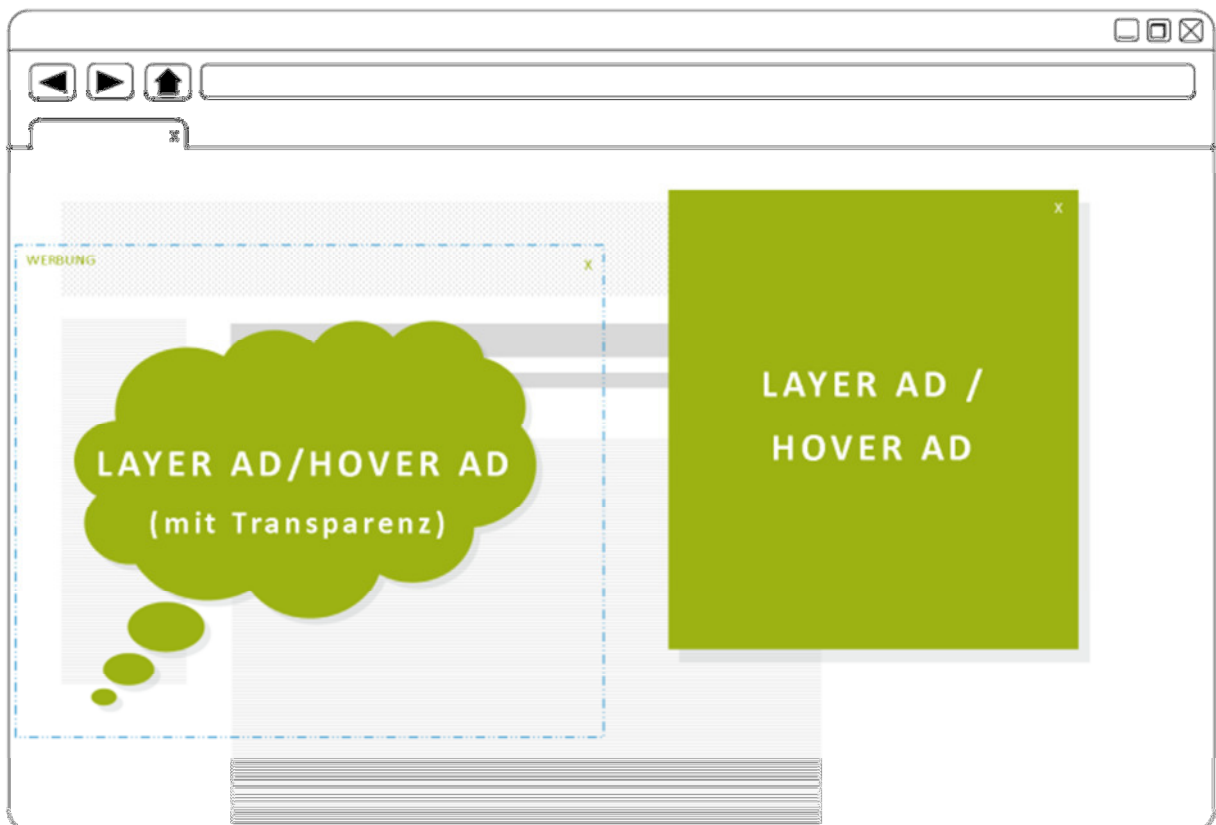 x
WERBUNG
x
LAYER AD/HOVER AD
(mit Transparenz)
x
LAYER AD /
HOVER AD